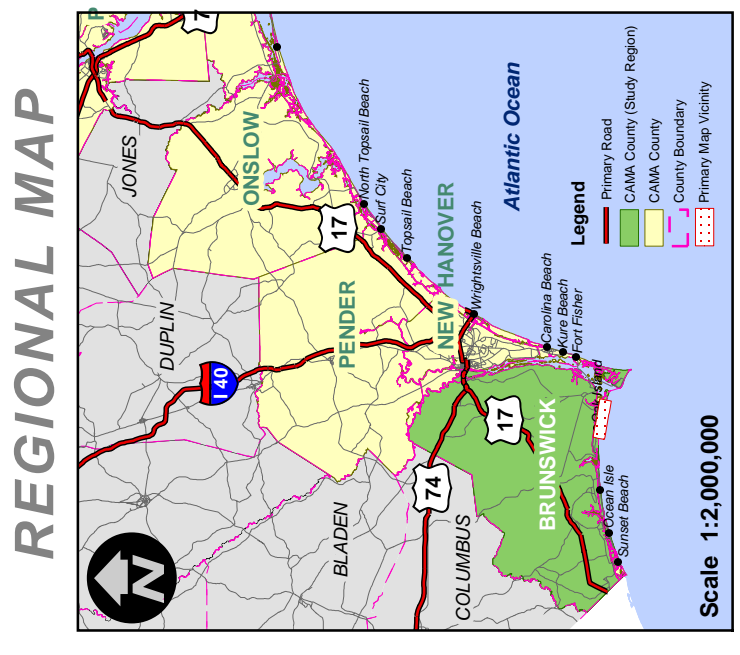 REGIONAL MAP
N
P
JONES
ONSLOW
DUPLIN
I 40
17
North Topsail Beach
Surf City
Topsail Beach
Atlantic Ocean
PENDER
NEW HANOVER
Wrightsville Beach
Carolina Beach
Kure Beach
Fort Fisher
BLADEN
74
COLUMBUS
17
BRUNSWICK
Island
Ocean Isle
Sunset Beach
Legend
Primary Road
CAMA County (Study Region)
CAMA County
County Boundary
Primary Map Vicinity
Scale 1:2,000,000